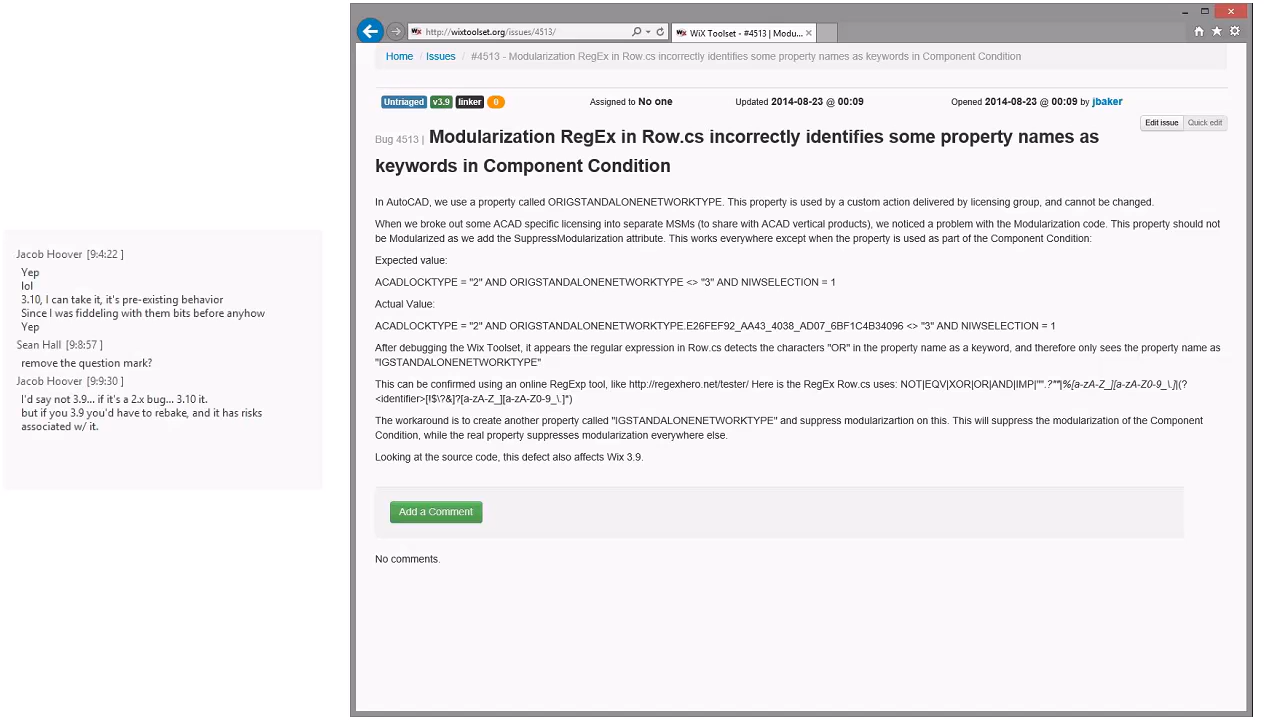 Jacob Hoover [9:4:22 ]
Yep
lol
3.10, I can take it, it's pre-existing behavior
Since I was fiddeling with them bits before anyhow
Yep
Sean Hall [9:8:57 ]
remove the question mark?
Jacob Hoover [9:9:30 ]
I'd say not 3.9... if it's a 2.x bug... 3.10 it.
but if you 3.9 you'd have to rebake, and it has risks
associated w/ it.
http://wixtoolset.org/issues/4513/
WiX Toolset - #4513 | Modu...
Home / Issues / #4513 - Modularization RegEx in Row.cs incorrectly identifies some property names as keywords in Component Condition
Untriaged v3.9 linker 0 Assigned to No one Updated 2014-08-23 @ 00:09 Opened 2014-08-23 @ 00:09 by jbaker
Edit issue Quick edit
Bug 4513 | Modularization RegEx in Row.cs incorrectly identifies some property names as
keywords in Component Condition
In AutoCAD, we use a property called ORIGSTANDALONENETWORKTYPE. This property is used by a custom action delivered by licensing group, and cannot be changed.
When we broke out some ACAD specific licensing into separate MSMs (to share with ACAD vertical products), we noticed a problem with the Modularization code. This property should not
be Modularized as we add the SuppressModularization attribute. This works everywhere except when the property is used as part of the Component Condition:
Expected value:
ACADLOCKTYPE = "2" AND ORIGSTANDALONENETWORKTYPE <> "3" AND NIWSELECTION = 1
Actual Value:
ACADLOCKTYPE = "2" AND ORIGSTANDALONENETWORKTYPE.E26FEF92_AA43_4038_AD07_6BF1C4B34096 <> "3" AND NIWSELECTION = 1
After debugging the Wix Toolset, it appears the regular expression in Row.cs detects the characters "OR" in the property name as a keyword, and therefore only sees the property name as
"IGSTANDALONENETWORKTYPE"
This can be confirmed using an online RegExp tool, like http://regexhero.net/tester/ Here is the RegEx Row.cs uses: NOT|EQV|XOR|OR|AND|IMP|"".?""|%[a-zA-Z_][a-zA-Z0-9_\.]|(?
<identifier>[!$\?&]?[a-zA-Z_][a-zA-Z0-9_\.]*)
The workaround is to create another property called "IGSTANDALONENETWORKTYPE" and suppress modularizartion on this. This will suppress the modularization of the Component
Condition, while the real property suppresses modularization everywhere else.
Looking at the source code, this defect also affects Wix 3.9.
Add a Comment
No comments.